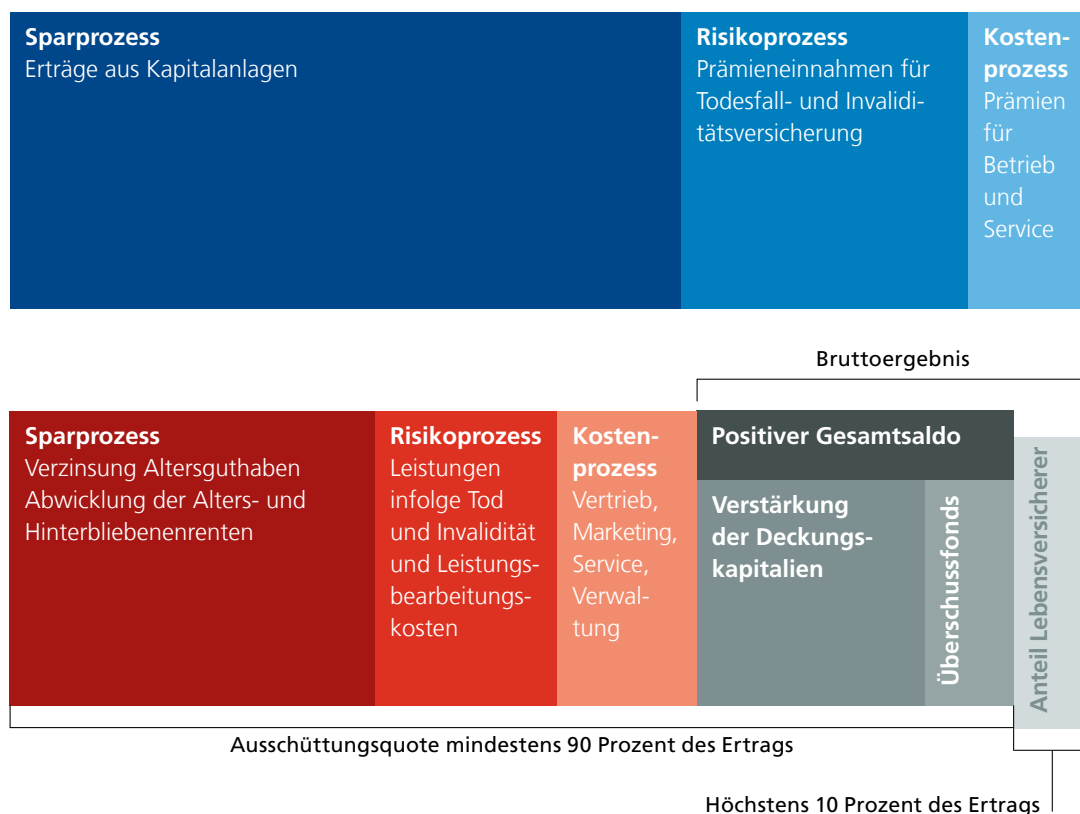 Sparprozess
Erträge aus Kapitalanlagen
Risikoprozess
Prämieneinnahmen für
Todesfall- und Invalidi-
tätsversicherung
Kosten-
prozess
Prämien
für
Betrieb
und
Service
Bruttoergebnis
Sparprozess
Verzinsung Altersguthaben
Abwicklung der Alters- und
Hinterbliebenenrenten
Risikoprozess
Leistungen
infolge Tod
und Invalidität
und Leistungs-
bearbeitungs-
kosten
Kosten-
prozess
Vertrieb,
Marketing,
Service,
Verwal-
tung
Positiver Gesamtsaldo
Verstärkung
der Deckungs-
kapitalien
Überschussfonds
Anteil Lebensversicherer
Ausschüttungsquote mindestens 90 Prozent des Ertrags
Höchstens 10 Prozent des Ertrags